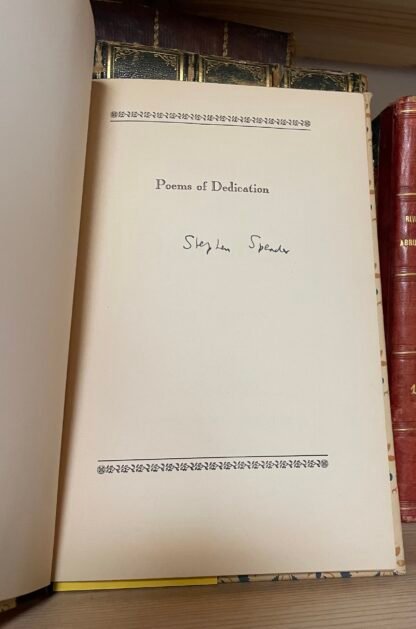 Poems of Dedication
Stephen Spender